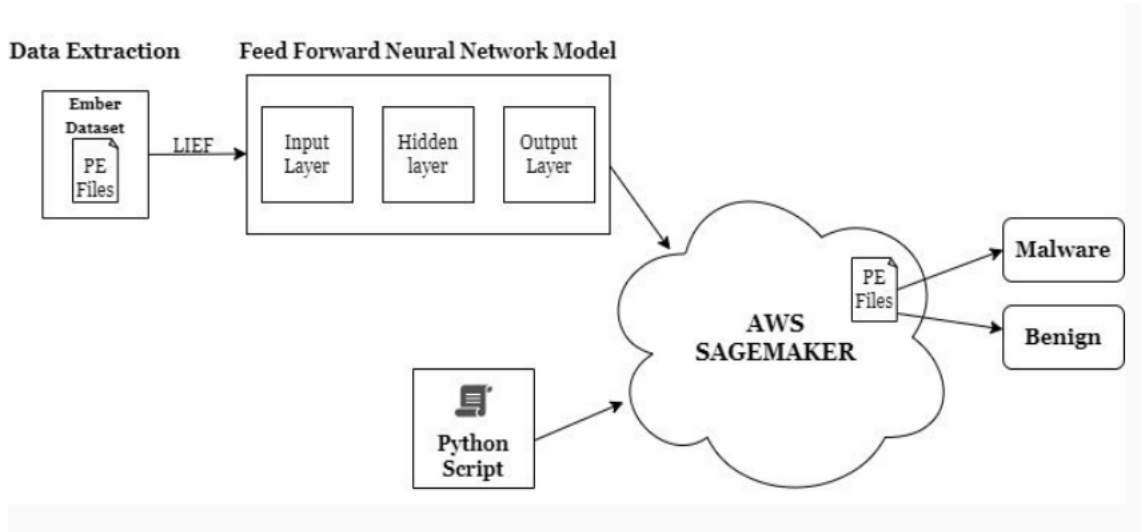 Data Extraction
Feed Forward Neural Network Model
Ember
Dataset
PE
Files
LIEF
Input
Layer
Hidden
layer
Output
Layer
AWS
SAGEMAKER
PE
Files
Malware
Benign
Python
Script